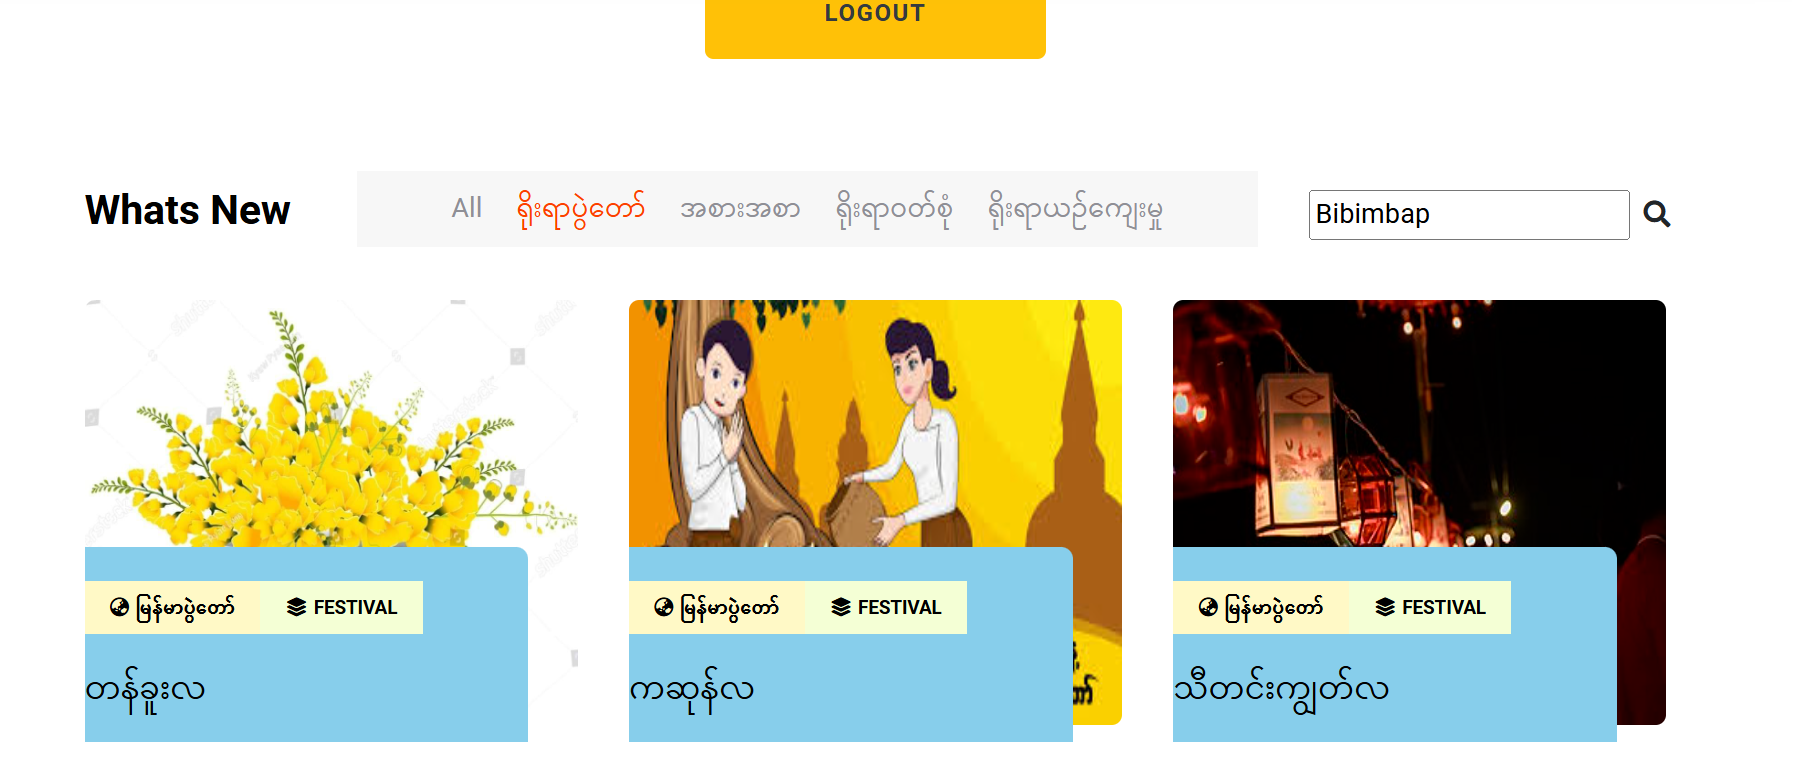 LOGOUT
Whats New
All ရိုးရာပွဲတော် အစားအစာ ရိုးရာဝတ်စုံ ရိုးရာယဉ်ကျေးမှု
Bibimbap
မြန်မာပွဲတော် FESTIVAL
တန်ခူးလ
မြန်မာပွဲတော် FESTIVAL
ကဆုန်လ
မြန်မာပွဲတော် FESTIVAL
သီတင်းကျွတ်လ